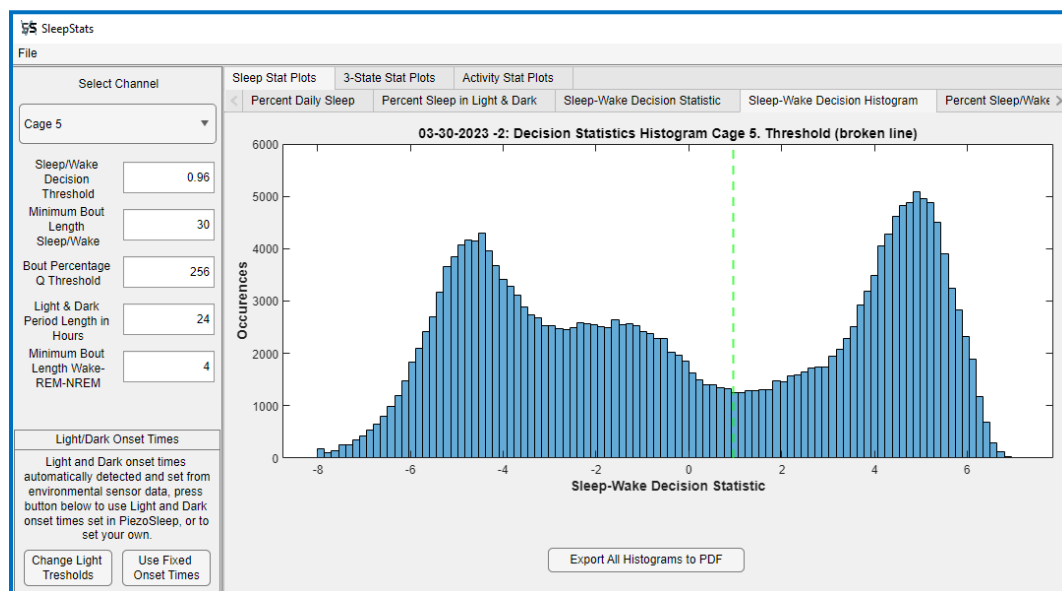 SleepStats
File
Select Channel
Cage 5
Sleep/Wake
Decision
Threshold
0.96
Minimum Bout
Length
Sleep/Wake
30
Bout Percentage
Q Threshold
256
Light & Dark
Period Length in
Hours
24
Minimum Bout
Length Wake-
REM-NREM
4
Light/Dark Onset Times
Light and Dark onset times
automatically detected and set from
environmental sensor data, press
button below to use Light and Dark
onset times set in PiezoSleep, or to
set your own.
Change Light
Tresholds
Use Fixed
Onset Times
Sleep Stat Plots
3-State Stat Plots
Activity Stat Plots
Percent Daily Sleep
Percent Sleep in Light & Dark
Sleep-Wake Decision Statistic
Sleep-Wake Decision Histogram
Percent Sleep/Wake
03-30-2023 -2: Decision Statistics Histogram Cage 5. Threshold (broken line)
6000
5000
4000
3000
2000
1000
0
Occurences
-8 -6 -4 -2 0 2 4 6
Sleep-Wake Decision Statistic
Export All Histograms to PDF